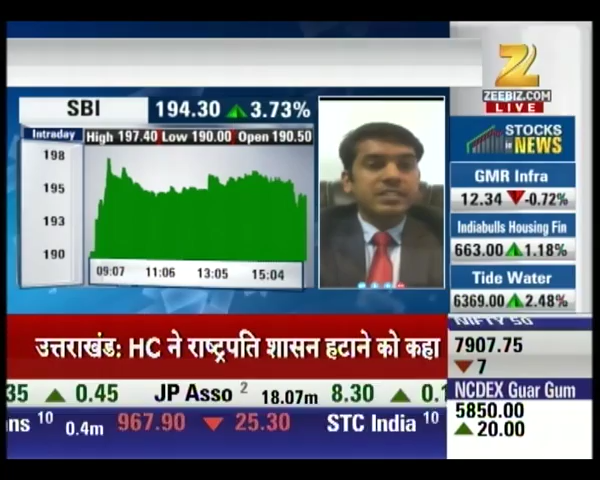 Z
ZEEBIZ.COM
LIVE
SBI 194.30 3.73%
Intraday High 197.40 Low 190.00 Open 190.50
198
195
193
190
09:07 11:06 13:05 15:04
STOCKS
in NEWS
GMR Infra
12.34 -0.72%
Indiabulls Housing Fin
663.00 1.18%
Tide Water
6369.00 2.48%
उत्तराखंड: HC ने राष्ट्रपति शासन हटाने को कहा
NIFTY 50
7907.75
7
NCDEX Guar Gum
5850.00
20.00
35 0.45 JP Asso 2 18.07m 8.30 0.1
ns 10 0.4m 967.90 25.30 STC India 10